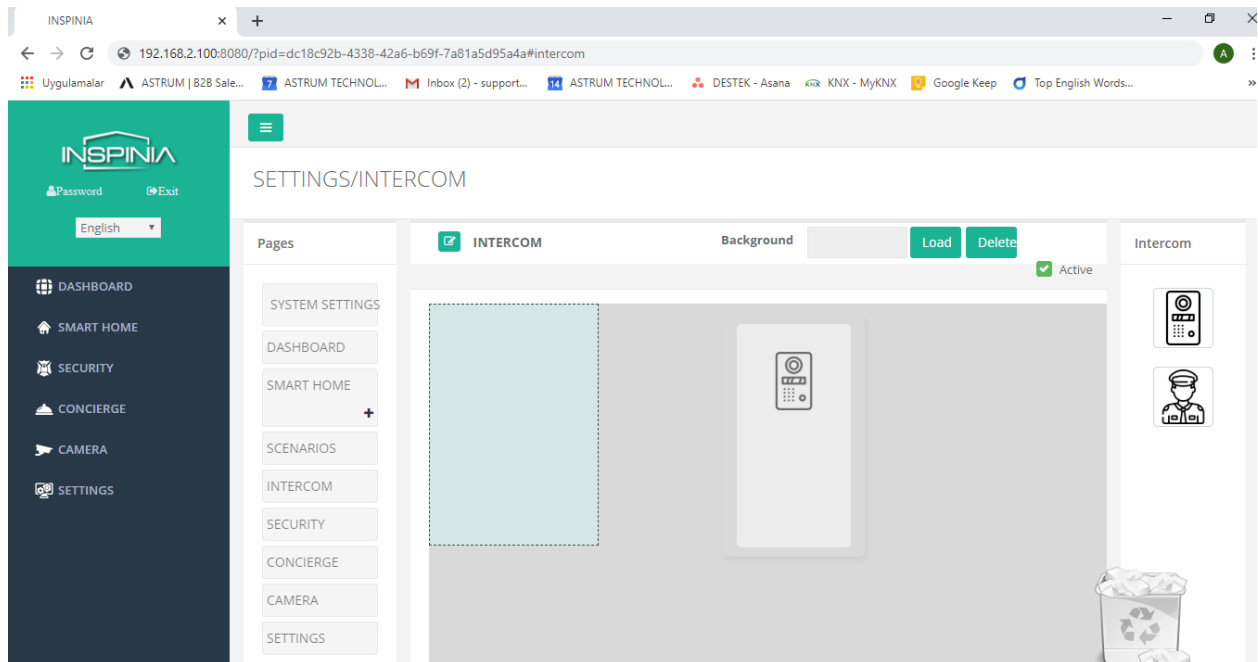 INSPINIA
192.168.2.100:8080/?pid=dc18c92b-4338-42a6-b69f-7a81a5d95a4a#intercom
A
Uygulamalar ASTRUM | B2B Sale... 7 ASTRUM TECHNOL... Inbox (2) - support... 14 ASTRUM TECHNOL... DESTEK - Asana KNX KNX - MyKNX Google Keep Top English Words... »
INSPINIA
Password Exit
English
DASHBOARD
SMART HOME
SECURITY
CONCIERGE
CAMERA
SETTINGS
SETTINGS/INTERCOM
Pages
SYSTEM SETTINGS
DASHBOARD
SMART HOME
+
SCENARIOS
INTERCOM
SECURITY
CONCIERGE
CAMERA
SETTINGS
INTERCOM Background Load Delete
Active
Intercom